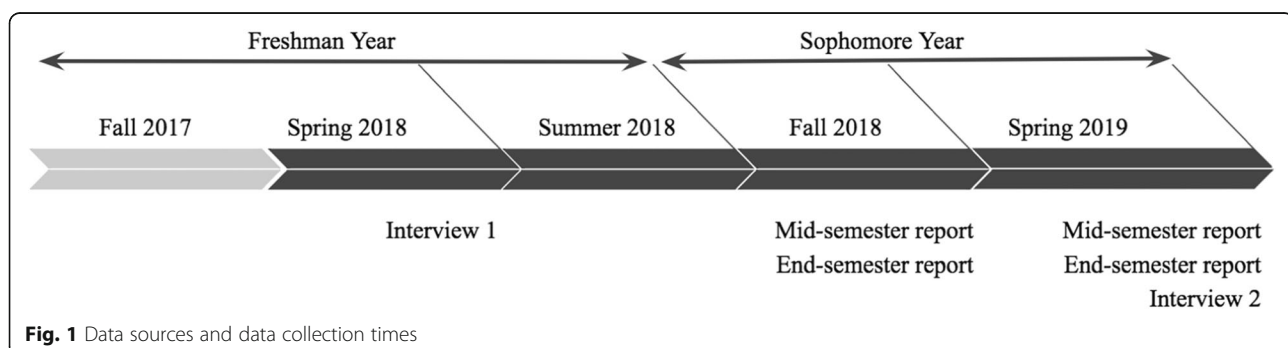 Freshman Year Sophomore Year
Fall 2017 Spring 2018 Summer 2018 Fall 2018 Spring 2019
Interview 1 Mid-semester report Mid-semester report
End-semester report End-semester report
Interview 2
Fig. 1 Data sources and data collection times